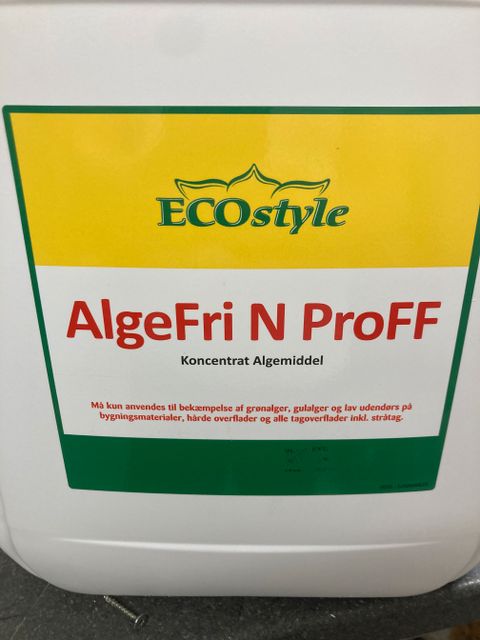 ECOstyle
AlgeFri N ProFF
Koncentrat Algemiddel
Må kun anvendes til bekæmpelse af grønalger, gulalger og lav udendørs på
bygningsmaterialer, hårde overflader og alle tagoverflader inkl. stråtag.